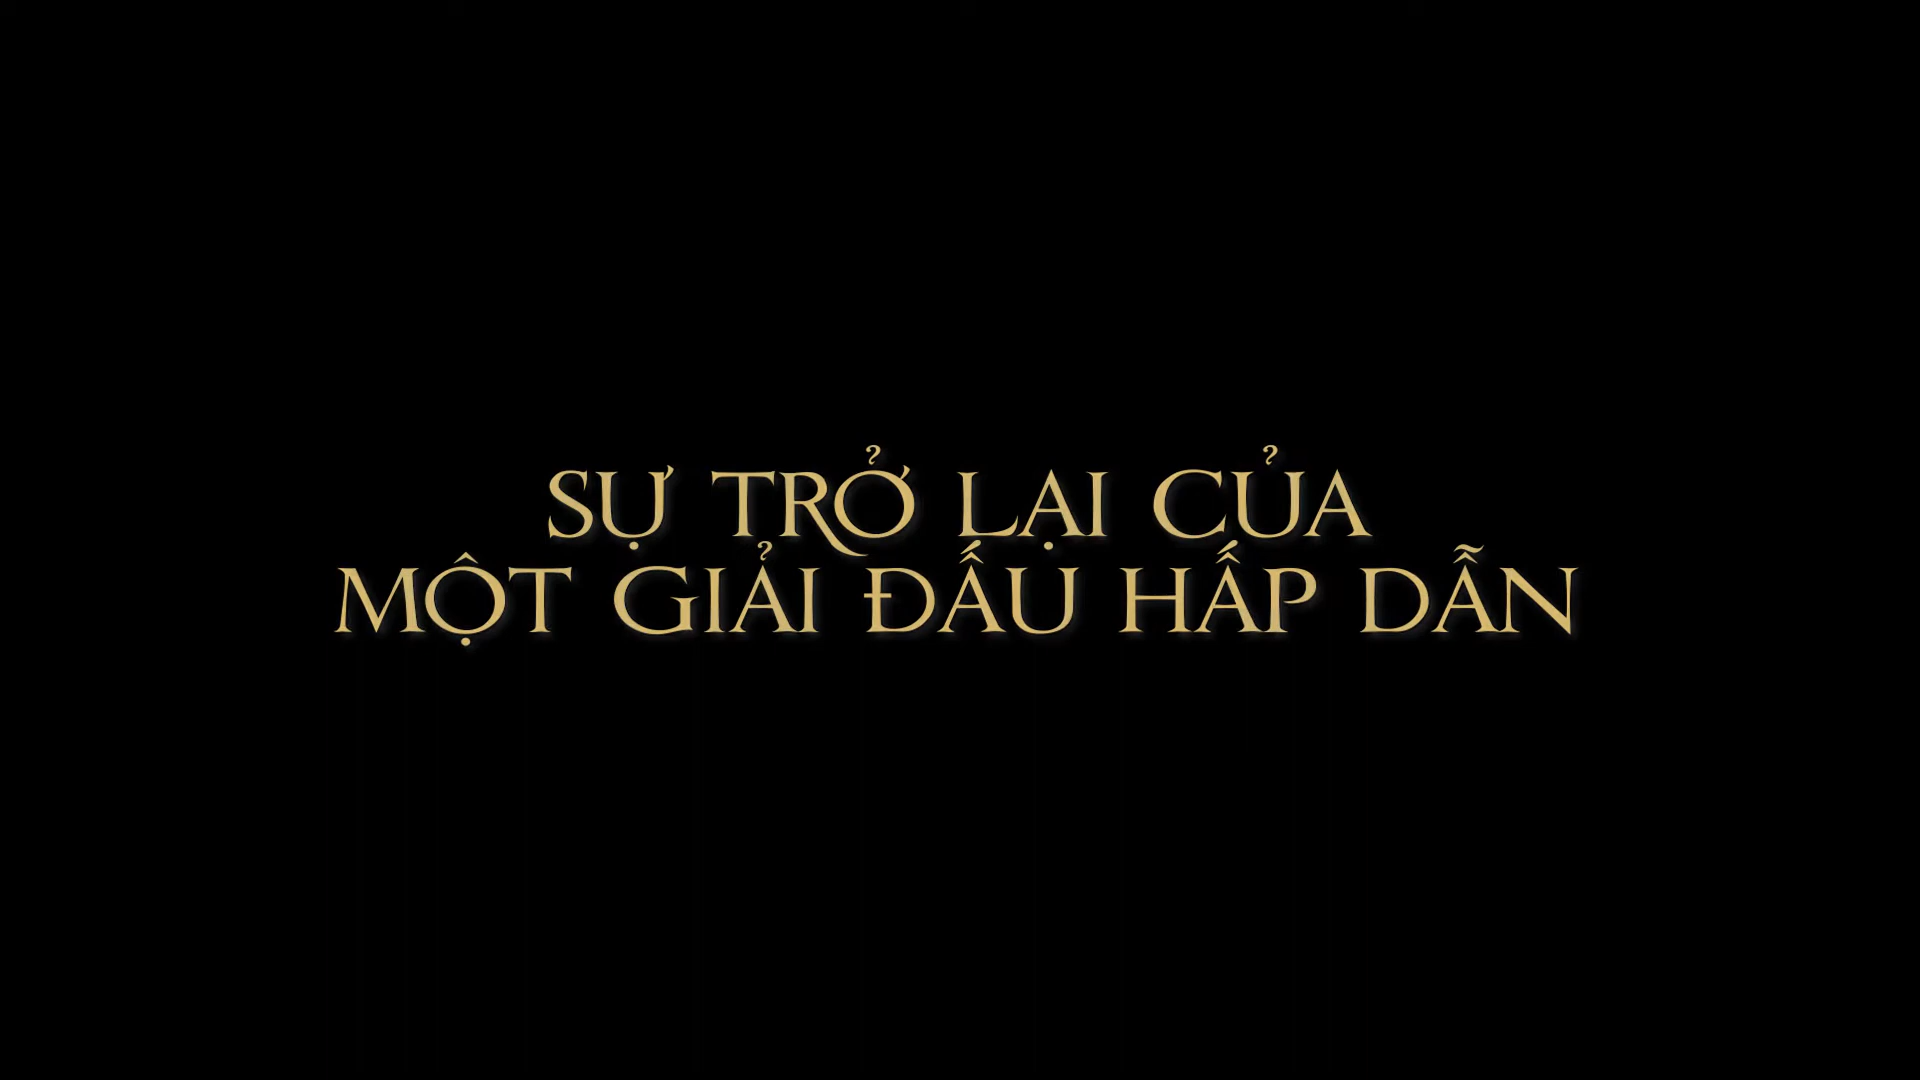 SỰ TRỞ LẠI CỦA
MỘT GIẢI ĐẤU HẤP DẪN